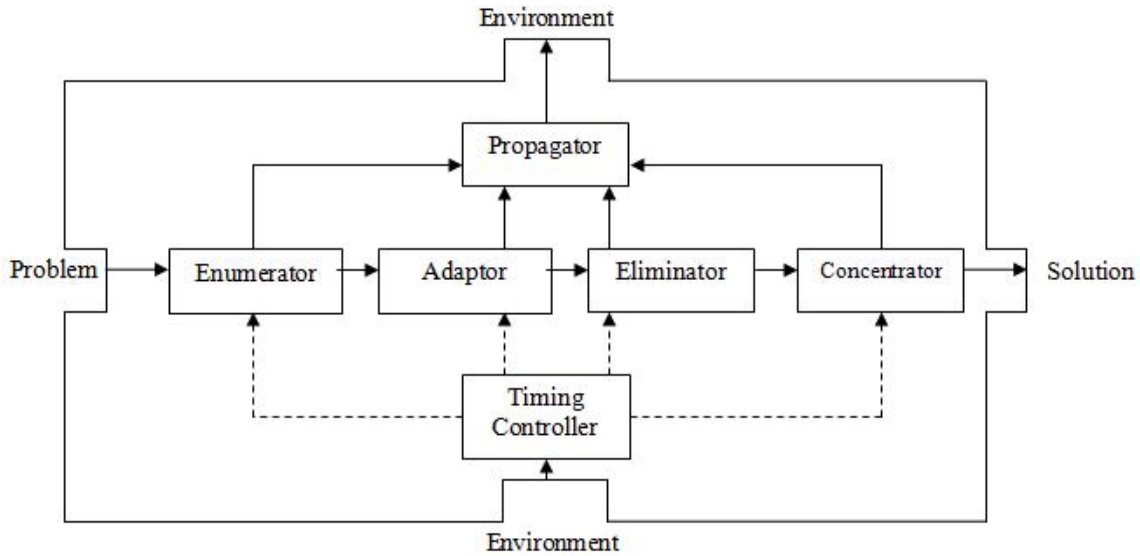 Environment
Propagator
Problem
Enumerator
Adaptor
Eliminator
Concentrator
Solution
Timing
Controller
Environment